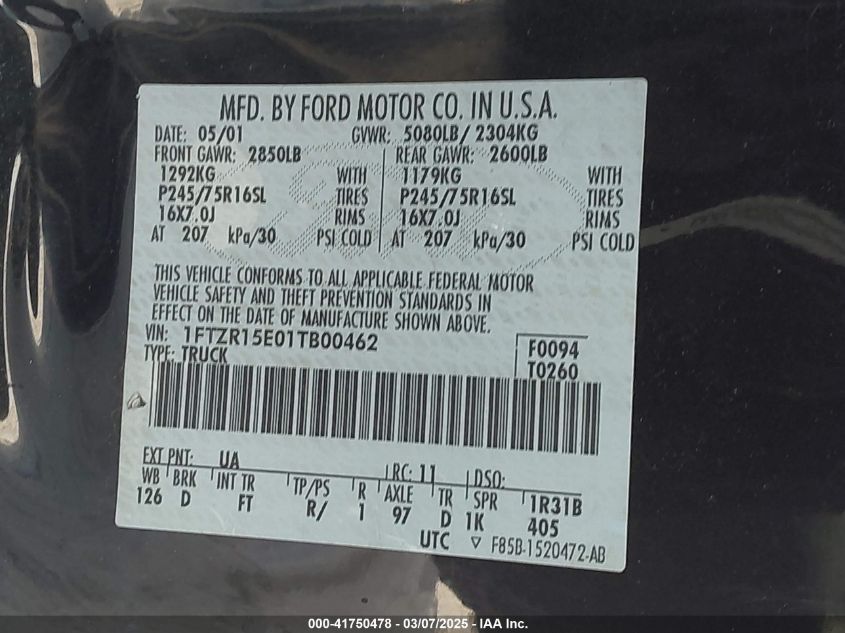 MFD. BY FORD MOTOR CO. IN U.S.A.
DATE: 05/01 GVWR: 5080LB/ 2304KG
FRONT GAWR: 2850LB REAR GAWR: 2600LB
1292KG WITH 1179KG WITH
P245/75R16SL TIRES P245/75R16SL TIRES
16X7.0J RIMS 16X7.0J RIMS
AT 207 kPa/30 PSI COLD AT 207 kPa/30 PSI COLD
THIS VEHICLE CONFORMS TO ALL APPLICABLE FEDERAL MOTOR
VEHICLE SAFETY AND THEFT PREVENTION STANDARDS IN
EFFECT ON THE DATE OF MANUFACTURE SHOWN ABOVE.
VIN: 1FTZR15E01TB00462
TYPE: TRUCK
F0094
T0260
EXT PNT: UA RC: 11 DSO:
WB BRK INT TR TP/PS R AXLE TR SPR 1R31B
126 D FT R/ 1 97 D 1K 405
UTC ▽ F85B-1520472-AB
000-41750478 — 03/07/2025 - IAA Inc.